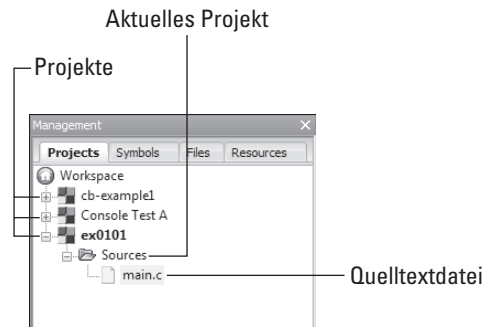 Aktuelles Projekt
Projekte
Management
Projects Symbols Files Resources
Workspace
cb-example1
Console Test A
ex0101
Sources
main.c
Quelltextdatei